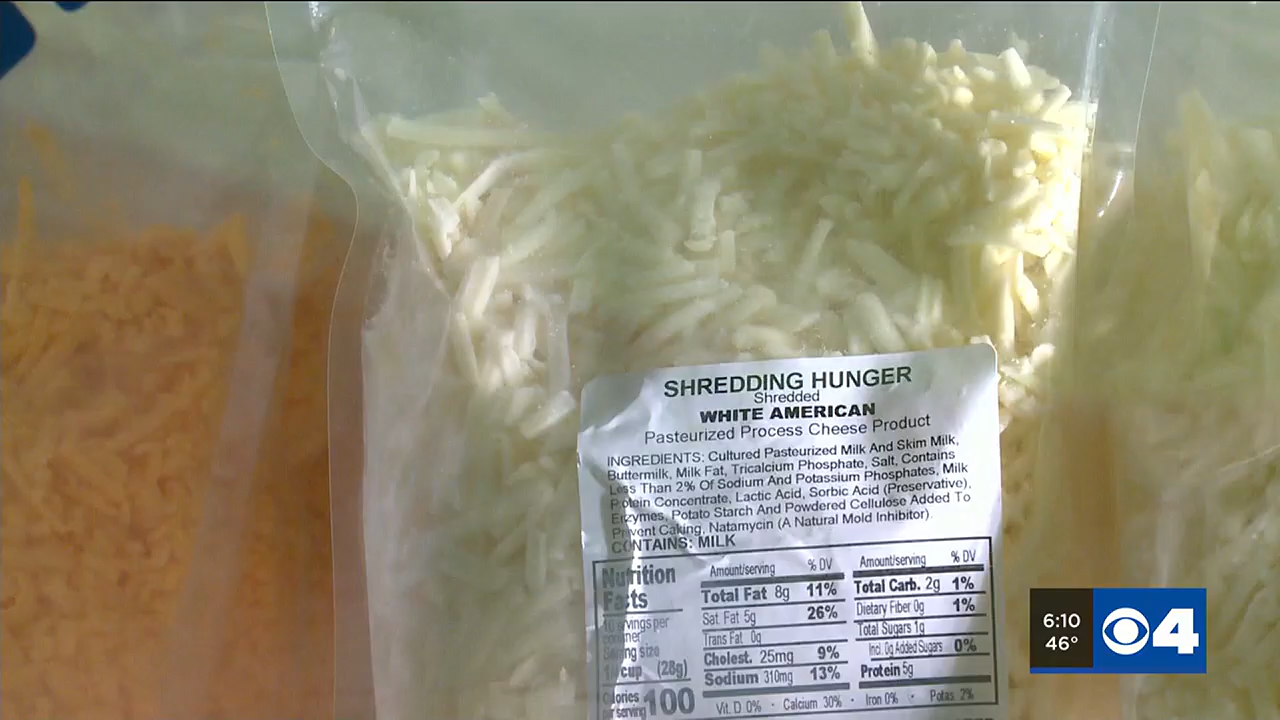 SHREDDING HUNGER
Shredded
WHITE AMERICAN
Pasteurized Process Cheese Product
INGREDIENTS: Cultured Pasteurized Milk And Skim Milk,
Buttermilk, Milk Fat, Tricalcium Phosphate, Salt, Contains
Less Than 2% Of Sodium And Potassium Phosphates, Milk
Protein Concentrate, Lactic Acid, Sorbic Acid (Preservative),
Enzymes, Potato Starch And Powdered Cellulose Added To
Prevent Caking, Natamycin (A Natural Mold Inhibitor).
CONTAINS: MILK
Nutrition
Facts
servings per
size
cup (28g)
Calories
per serving 100
Amount/serving % DV
Total Fat 8g 11%
Sat Fat 5g 26%
Trans Fat 0g
Cholest. 25mg 9%
Sodium 310mg 13%
Amount/serving % DV
Total Carb. 2g 1%
Dietary Fiber 0g 1%
Total Sugars 1g
Incl. 0g Added Sugars 0%
Protein 5g
Vit. D 0% · Calcium 30% · Iron 0% · Potas 2%
6:10
46°
4